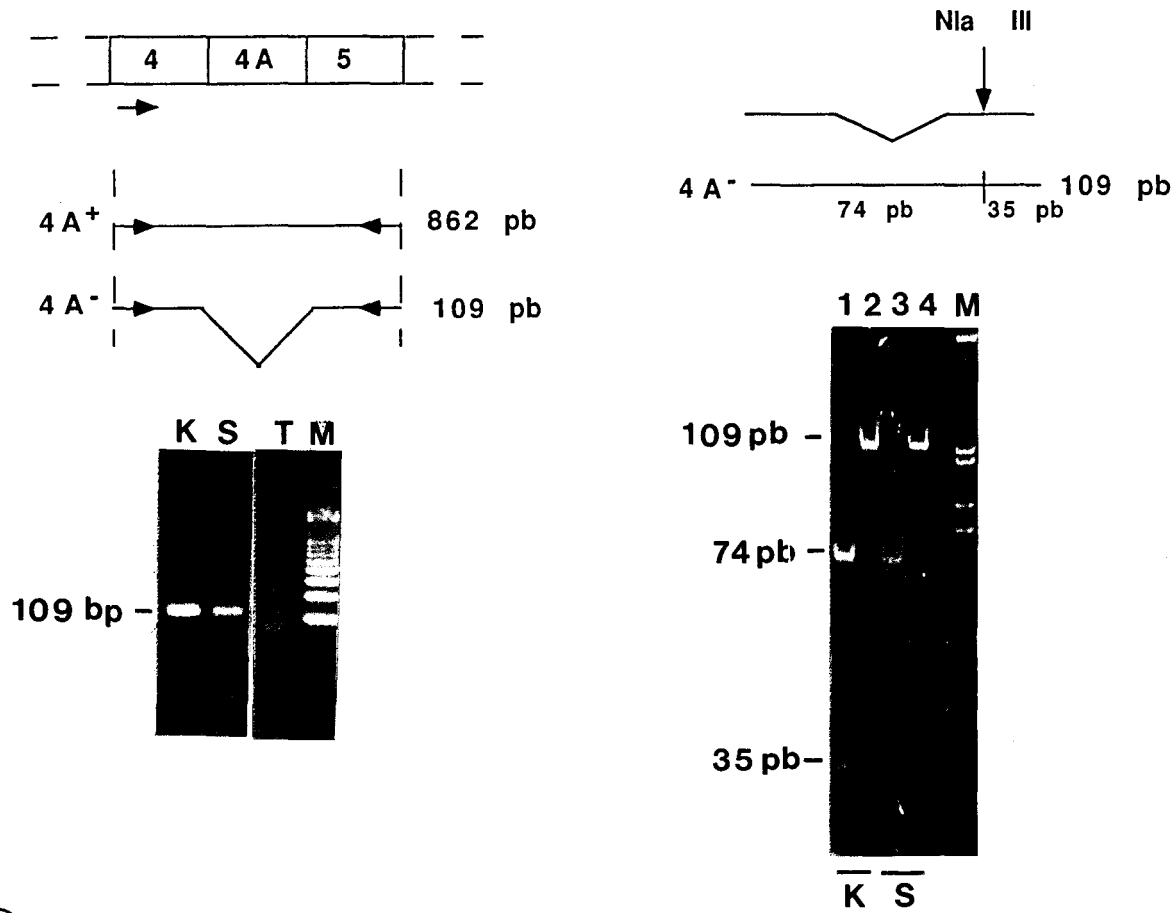 4 4A 5
4A+ 862 pb
4A- 109 pb
K S T M
109 bp –
Nla III
4A- 109 pb
74 pb 35 pb
1 2 3 4 M
109 pb –
74 pb –
35 pb –
K S